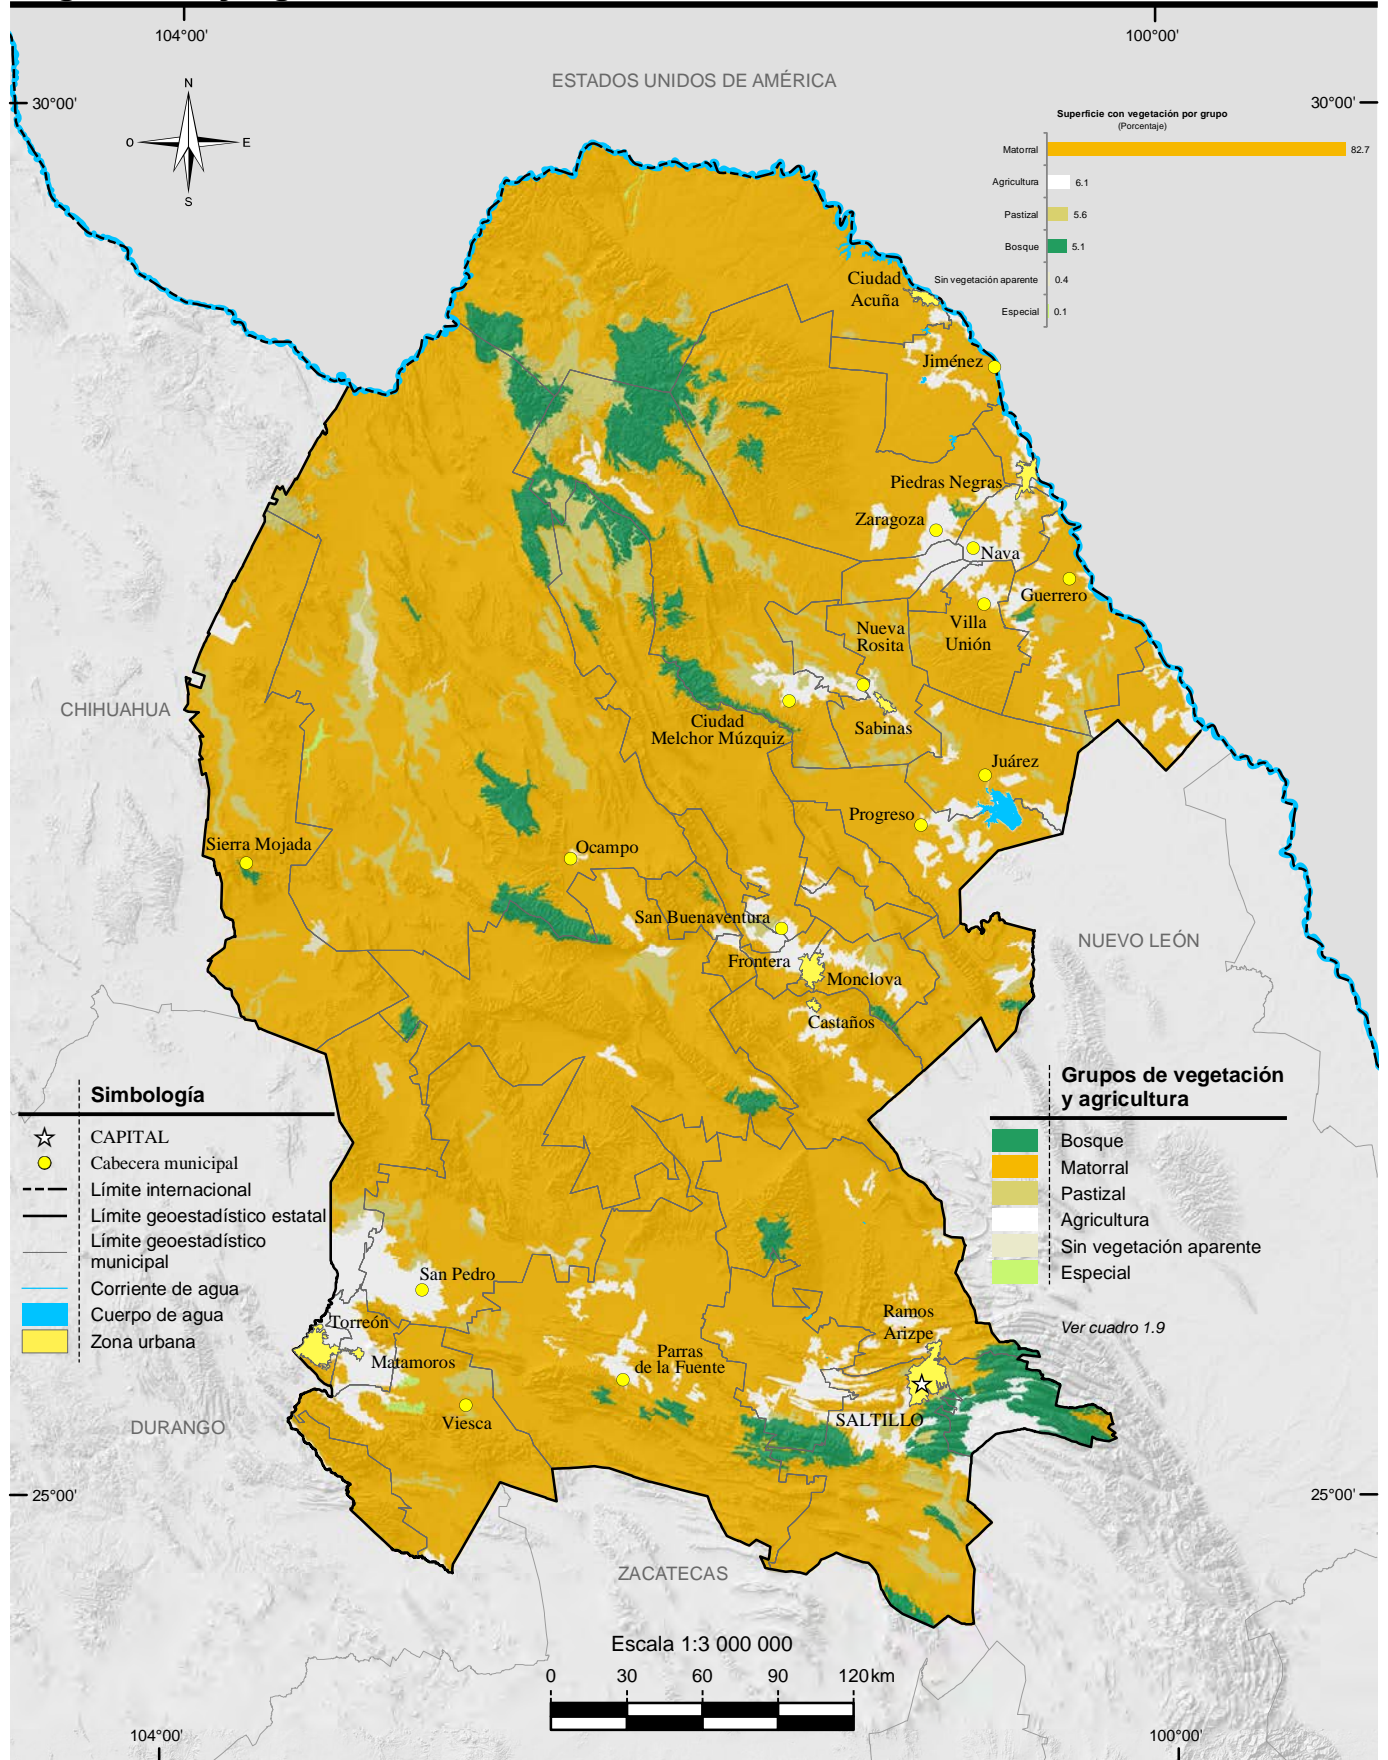 104°00'
100°00'
ESTADOS UNIDOS DE AMÉRICA
30°00'
30°00'
N
O
E
S
Superficie con vegetación por grupo
(Porcentaje)
Matorral 82.7
Agricultura 6.1
Pastizal 5.6
Bosque 5.1
Sin vegetación aparente 0.4
Especial 0.1
Ciudad
Acuña
Jiménez
Piedras Negras
Zaragoza
Nava
Guerrero
Villa
Unión
Nueva
Rosita
CHIHUAHUA
Ciudad
Melchor Múzquiz
Sabinas
Juárez
Progreso
Sierra Mojada
Ocampo
San Buenaventura
NUEVO LEÓN
Frontera
Monclova
Castaños
Simbología
CAPITAL
Cabecera municipal
Límite internacional
Límite geoestadístico estatal
Límite geoestadístico
municipal
Corriente de agua
Cuerpo de agua
Zona urbana
Grupos de vegetación
y agricultura
Bosque
Matorral
Pastizal
Agricultura
Sin vegetación aparente
Especial
Ver cuadro 1.9
San Pedro
Torreón
Matamoros
Viesca
Parras
de la Fuente
Ramos
Arizpe
SALTILLO
DURANGO
25°00'
25°00'
ZACATECAS
Escala 1:3 000 000
0 30 60 90 120 km
104°00'
100°00'